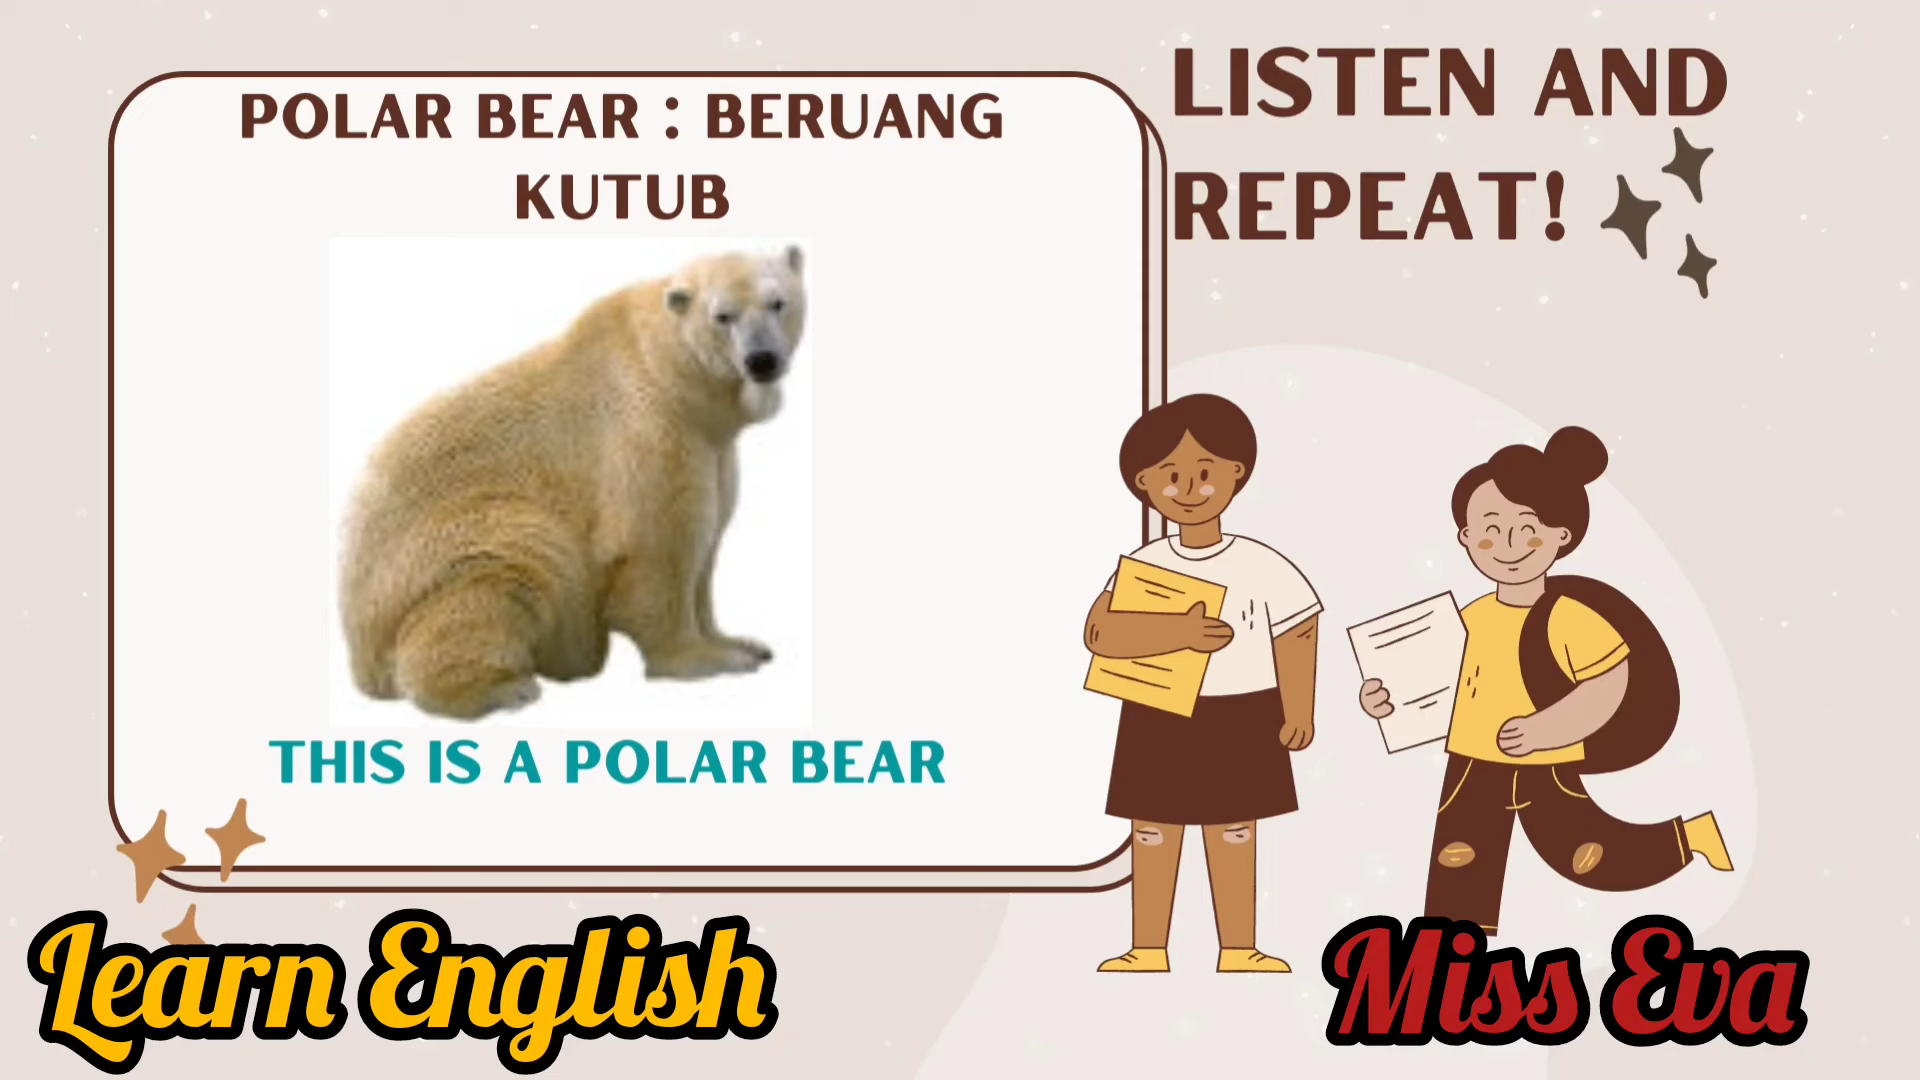 POLAR BEAR : BERUANG
KUTUB
THIS IS A POLAR BEAR
LISTEN AND
REPEAT!
Learn English
Miss Eva